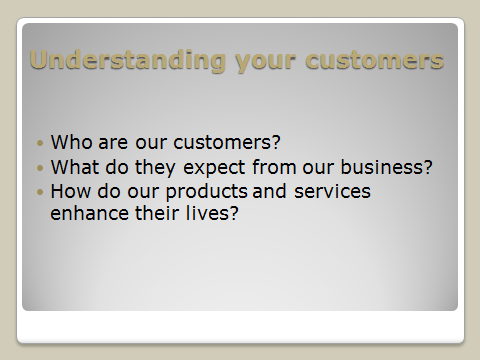 Understanding your customers
• Who are our customers?
• What do they expect from our business?
• How do our products and services
enhance their lives?